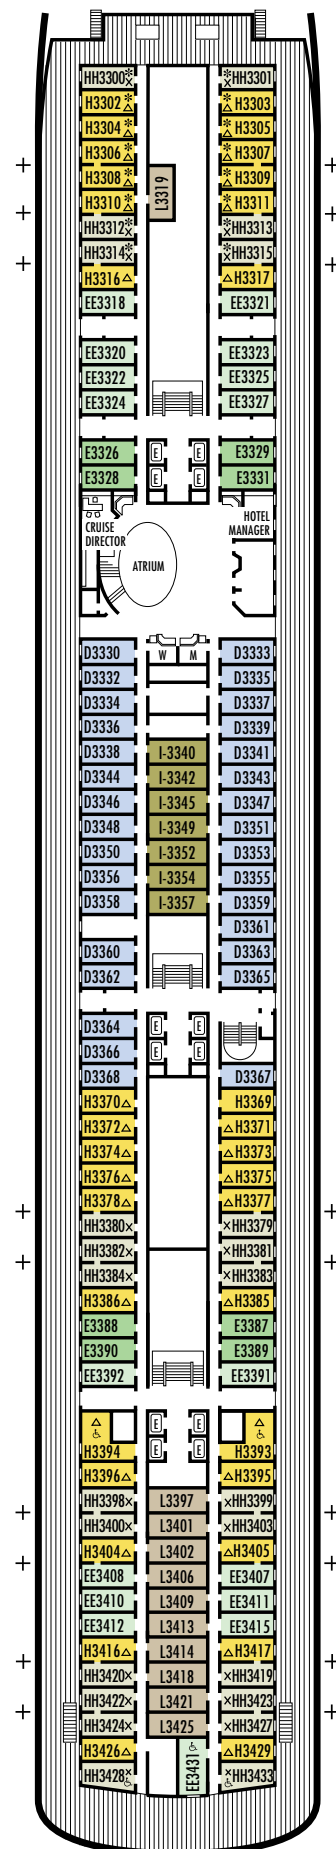 HH3300 HH3301
H3302 H3303
H3304 H3305
H3306 H3307
H3308 L3319 H3309
H3310 H3311
HH3312 HH3313
HH3314 HH3315
H3316 H3317
EE3318 EE3321
EE3320 EE3323
EE3322 EE3325
EE3324 EE3327
E3326 E E E3329
E3328 E E E3331
CRUISE DIRECTOR
HOTEL MANAGER
ATRIUM
D3330 W M D3333
D3332 D3335
D3334 D3337
D3336 D3339
D3338 I-3340 D3341
D3344 I-3342 D3343
D3346 I-3345 D3347
D3348 I-3349 D3351
D3350 I-3352 D3353
D3356 I-3354 D3355
D3358 I-3357 D3359
D3361
D3360 D3363
D3362 D3365
D3364 E E
D3366 E E
D3368 D3367
H3370 H3369
H3372 H3371
H3374 H3373
H3376 H3375
H3378 H3377
HH3380 HH3379
HH3382 HH3381
HH3384 HH3383
H3386 H3385
E3388 E3387
E3390 E3389
EE3392 EE3391
E E
E E
H3394 H3393
H3396 H3395
HH3398 L3397 HH3399
HH3400 L3401 HH3403
H3404 L3402 H3405
EE3408 L3406 EE3407
EE3410 L3409 EE3411
EE3412 L3413 EE3415
H3416 L3414 H3417
HH3420 L3418 HH3419
HH3422 L3421 HH3423
HH3424 L3425 HH3427
H3426 EE3431 H3429
HH3428 HH3433